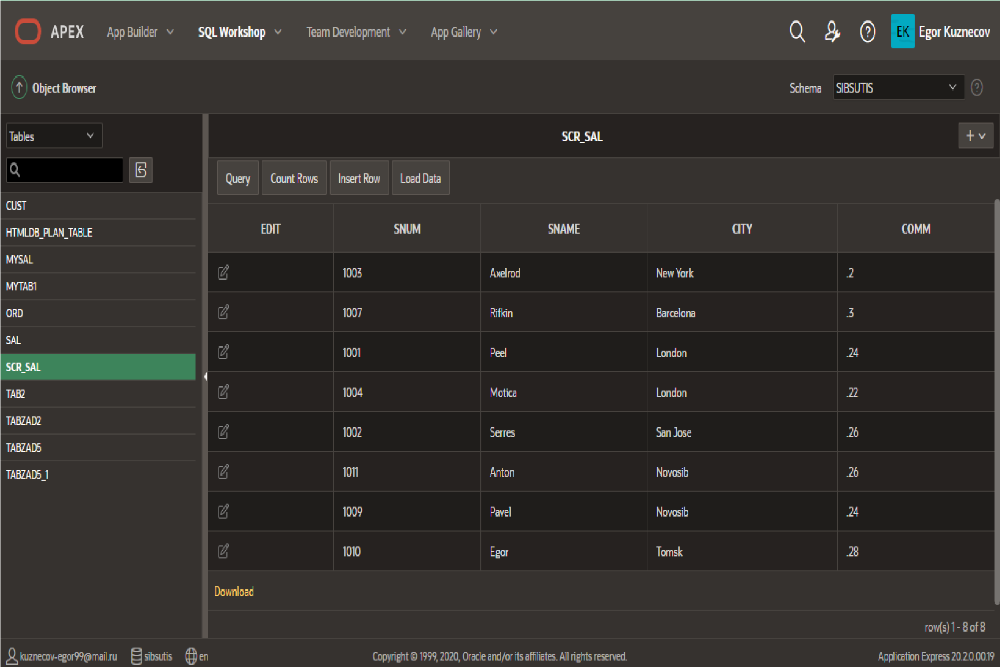 APEX App Builder SQL Workshop Team Development App Gallery EK Egor Kuznecov
Object Browser Schema SIBSUTIS
Tables
CUST
HTMLDB_PLAN_TABLE
MYSAL
MYTAB1
ORD
SAL
SCR_SAL
TAB2
TABZAD2
TABZAD5
TABZAD5_1
SCR_SAL
Query Count Rows Insert Row Load Data
EDIT SNUM SNAME CITY COMM
1003 Axelrod New York .2
1007 Rifkin Barcelona .3
1001 Peel London .24
1004 Motica London .22
1002 Serres San Jose .26
1011 Anton Novosib .26
1009 Pavel Novosib .24
1010 Egor Tomsk .28
Download
row(s) 1 - 8 of 8
kuznecov-egor99@mail.ru sibsutis en Copyright © 1999, 2020, Oracle and/or its affiliates. All rights reserved. Application Express 20.2.0.00.19